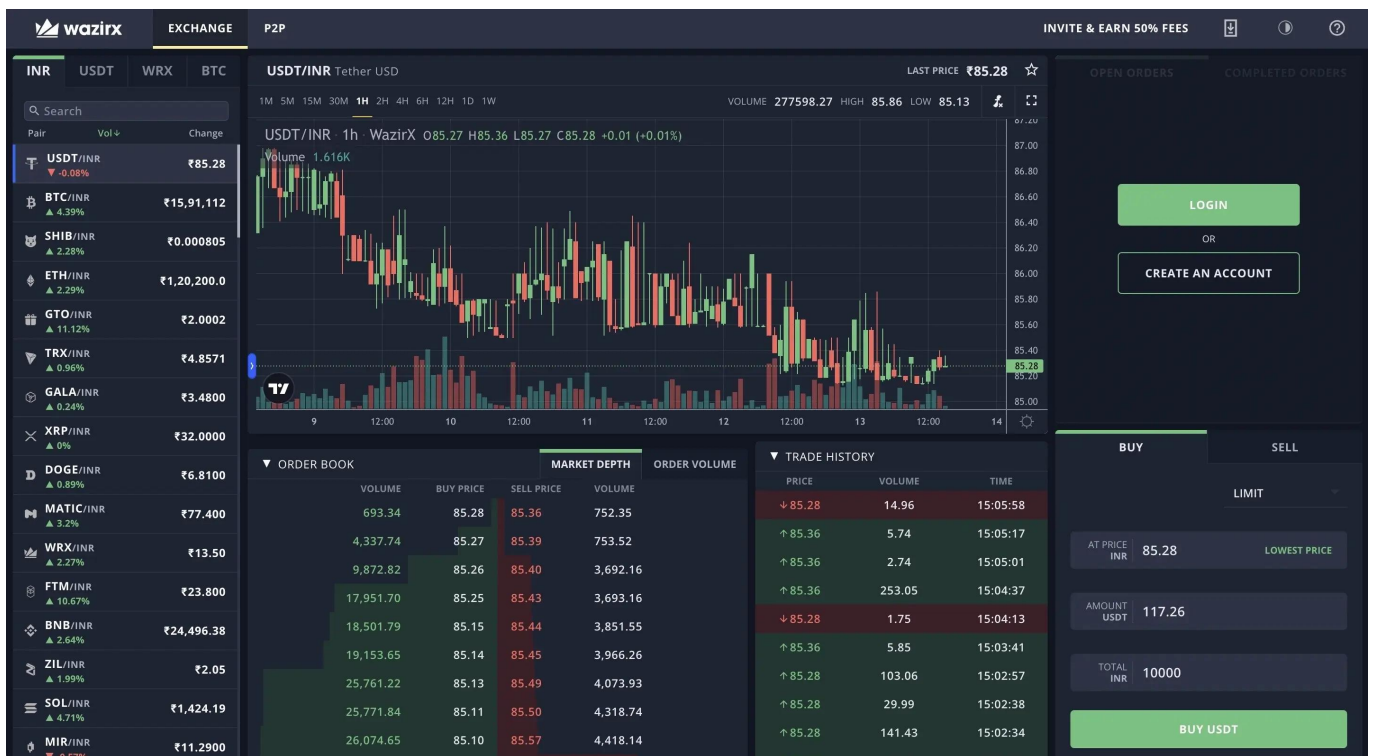 wazirx EXCHANGE P2P INVITE & EARN 50% FEES
INR USDT WRX BTC
Search
Pair Vol↓ Change
USDT/INR ₹85.28
▼ -0.08%
BTC/INR ₹15,91,112
▲ 4.39%
SHIB/INR ₹0.000805
▲ 2.28%
ETH/INR ₹1,20,200.0
▲ 2.29%
GTO/INR ₹2.0002
▲ 11.12%
TRX/INR ₹4.8571
▲ 0.96%
GALA/INR ₹3.4800
▲ 0.24%
XRP/INR ₹32.0000
▲ 0%
DOGE/INR ₹6.8100
▲ 0.89%
MATIC/INR ₹77.400
▲ 3.2%
WRX/INR ₹13.50
▲ 2.27%
FTM/INR ₹23.800
▲ 10.67%
BNB/INR ₹24,496.38
▲ 2.64%
ZIL/INR ₹2.05
▲ 1.99%
SOL/INR ₹1,424.19
▲ 4.71%
MIR/INR ₹11.2900
USDT/INR Tether USD LAST PRICE ₹85.28
1M 5M 15M 30M 1H 2H 4H 6H 12H 1D 1W VOLUME 277598.27 HIGH 85.86 LOW 85.13
USDT/INR · 1h · WazirX O85.27 H85.36 L85.27 C85.28 +0.01 (+0.01%)
Volume 1.616K
87.20
87.00
86.80
86.60
86.40
86.20
86.00
85.80
85.60
85.40
85.28
85.20
85.00
9 12:00 10 12:00 11 12:00 12 12:00 13 12:00 14
▼ ORDER BOOK MARKET DEPTH ORDER VOLUME
VOLUME BUY PRICE SELL PRICE VOLUME
693.34 85.28 85.36 752.35
4,337.74 85.27 85.39 753.52
9,872.82 85.26 85.40 3,692.16
17,951.70 85.25 85.43 3,693.16
18,501.79 85.15 85.44 3,851.55
19,153.65 85.14 85.45 3,966.26
25,761.22 85.13 85.49 4,073.93
25,771.84 85.11 85.50 4,318.74
26,074.65 85.10 85.57 4,418.14
▼ TRADE HISTORY
PRICE VOLUME TIME
↓85.28 14.96 15:05:58
↑85.36 5.74 15:05:17
↑85.36 2.74 15:05:01
↑85.36 253.05 15:04:37
↓85.28 1.75 15:04:13
↑85.36 5.85 15:03:41
↑85.28 103.06 15:02:57
↑85.28 29.99 15:02:38
↑85.28 141.43 15:02:34
OPEN ORDERS COMPLETED ORDERS
LOGIN
OR
CREATE AN ACCOUNT
BUY SELL
LIMIT
AT PRICE INR 85.28 LOWEST PRICE
AMOUNT USDT 117.26
TOTAL INR 10000
BUY USDT